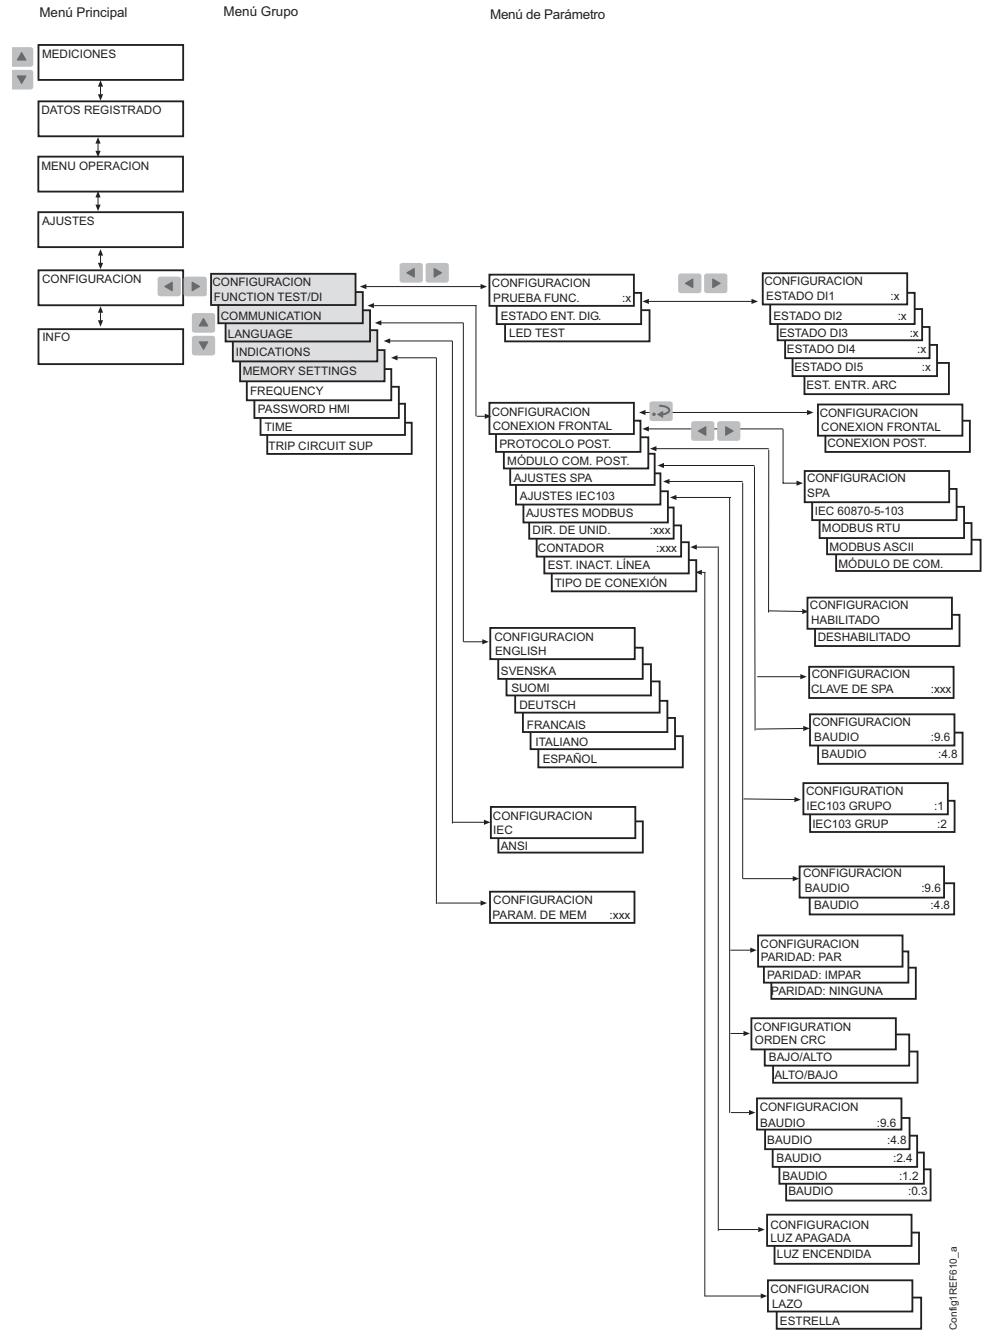 Menú Principal
Menú Grupo
Menú de Parámetro
MEDICIONES
DATOS REGISTRADO
MENU OPERACION
AJUSTES
CONFIGURACION
INFO
CONFIGURACION
FUNCTION TEST/DI
COMMUNICATION
LANGUAGE
INDICATIONS
MEMORY SETTINGS
FREQUENCY
PASSWORD HMI
TIME
TRIP CIRCUIT SUP
CONFIGURACION
PRUEBA FUNC. :x
ESTADO ENT. DIG.
LED TEST
CONFIGURACION
ESTADO DI1 :x
ESTADO DI2 :x
ESTADO DI3 :x
ESTADO DI4 :x
ESTADO DI5 :x
EST. ENTR. ARC
CONFIGURACION
CONEXION FRONTAL
PROTOCOLO POST.
MÓDULO COM. POST.
AJUSTES SPA
AJUSTES IEC103
AJUSTES MODBUS
DIR. DE UNID. :xxx
CONTADOR :xxx
EST. INACT. LÍNEA
TIPO DE CONEXIÓN
CONFIGURACION
CONEXION FRONTAL
CONEXION POST.
CONFIGURACION
SPA
IEC 60870-5-103
MODBUS RTU
MODBUS ASCII
MÓDULO DE COM.
CONFIGURACION
HABILITADO
DESHABILITADO
CONFIGURACION
ENGLISH
SVENSKA
SUOMI
DEUTSCH
FRANCAIS
ITALIANO
ESPAÑOL
CONFIGURACION
CLAVE DE SPA :xxx
CONFIGURACION
BAUDIO :9.6
BAUDIO :4.8
CONFIGURATION
IEC103 GRUPO :1
IEC103 GRUP :2
CONFIGURACION
IEC
ANSI
CONFIGURACION
BAUDIO :9.6
BAUDIO :4.8
CONFIGURACION
PARAM. DE MEM :xxx
CONFIGURACION
PARIDAD: PAR
PARIDAD: IMPAR
PARIDAD: NINGUNA
CONFIGURATION
ORDEN CRC
BAJO/ALTO
ALTO/BAJO
CONFIGURACION
BAUDIO :9.6
BAUDIO :4.8
BAUDIO :2.4
BAUDIO :1.2
BAUDIO :0.3
CONFIGURACION
LUZ APAGADA
LUZ ENCENDIDA
CONFIGURACION
LAZO
ESTRELLA
Config1REF610_a